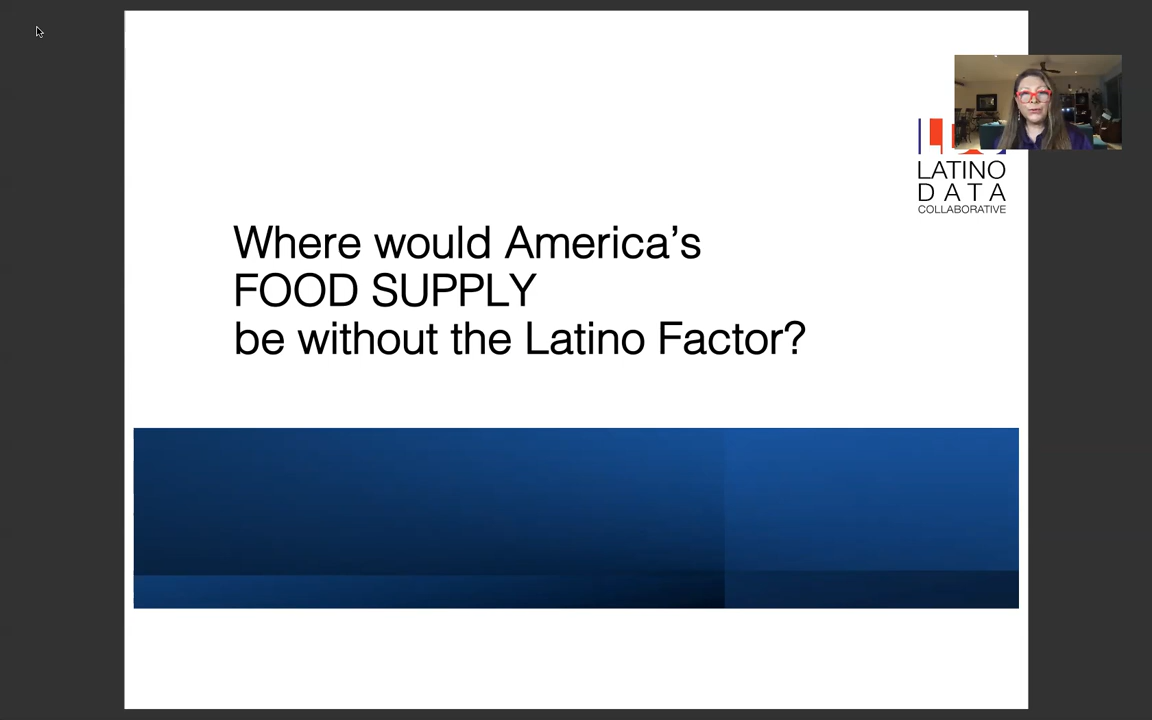 LATINO
DATA
COLLABORATIVE
Where would America's
FOOD SUPPLY
be without the Latino Factor?